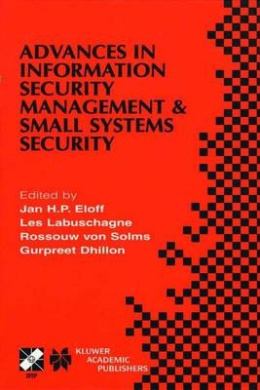 ADVANCES IN
INFORMATION
SECURITY
MANAGEMENT &
SMALL SYSTEMS
SECURITY
Edited by
Jan H.P. Eloff
Les Labuschagne
Rossouw von Solms
Gurpreet Dhillon
ifip
KLUWER
ACADEMIC
PUBLISHERS